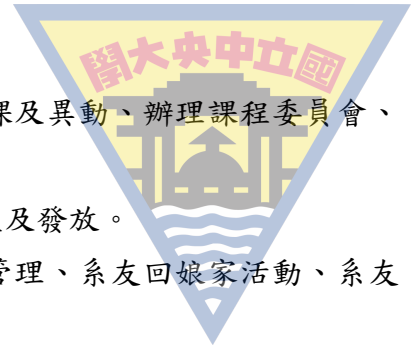 國立中央大學
課及異動、辦理課程委員會、
及發放。
管理、系友回娘家活動、系友